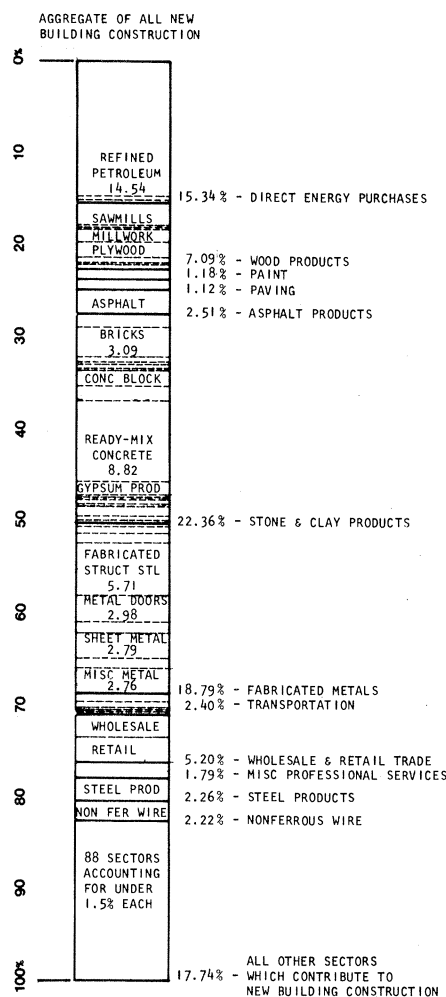 AGGREGATE OF ALL NEW
BUILDING CONSTRUCTION
0%
10
REFINED
PETROLEUM
14.54
15.34% - DIRECT ENERGY PURCHASES
SAWMILLS
MILLWORK
20
PLYWOOD
7.09% - WOOD PRODUCTS
1.18% - PAINT
1.12% - PAVING
ASPHALT
2.51% - ASPHALT PRODUCTS
30
BRICKS
3.09
CONC BLOCK
40
READY-MIX
CONCRETE
8.82
GYPSUM PROD
50
22.36% - STONE & CLAY PRODUCTS
FABRICATED
STRUCT STL
5.71
METAL DOORS
60
2.98
SHEET METAL
2.79
MISC METAL
2.76
18.79% - FABRICATED METALS
70
2.40% - TRANSPORTATION
WHOLESALE
RETAIL
5.20% - WHOLESALE & RETAIL TRADE
1.79% - MISC PROFESSIONAL SERVICES
80
STEEL PROD
2.26% - STEEL PRODUCTS
NON FER WIRE
2.22% - NONFERROUS WIRE
88 SECTORS
ACCOUNTING
FOR UNDER
1.5% EACH
90
100%
ALL OTHER SECTORS
17.74% - WHICH CONTRIBUTE TO
NEW BUILDING CONSTRUCTION